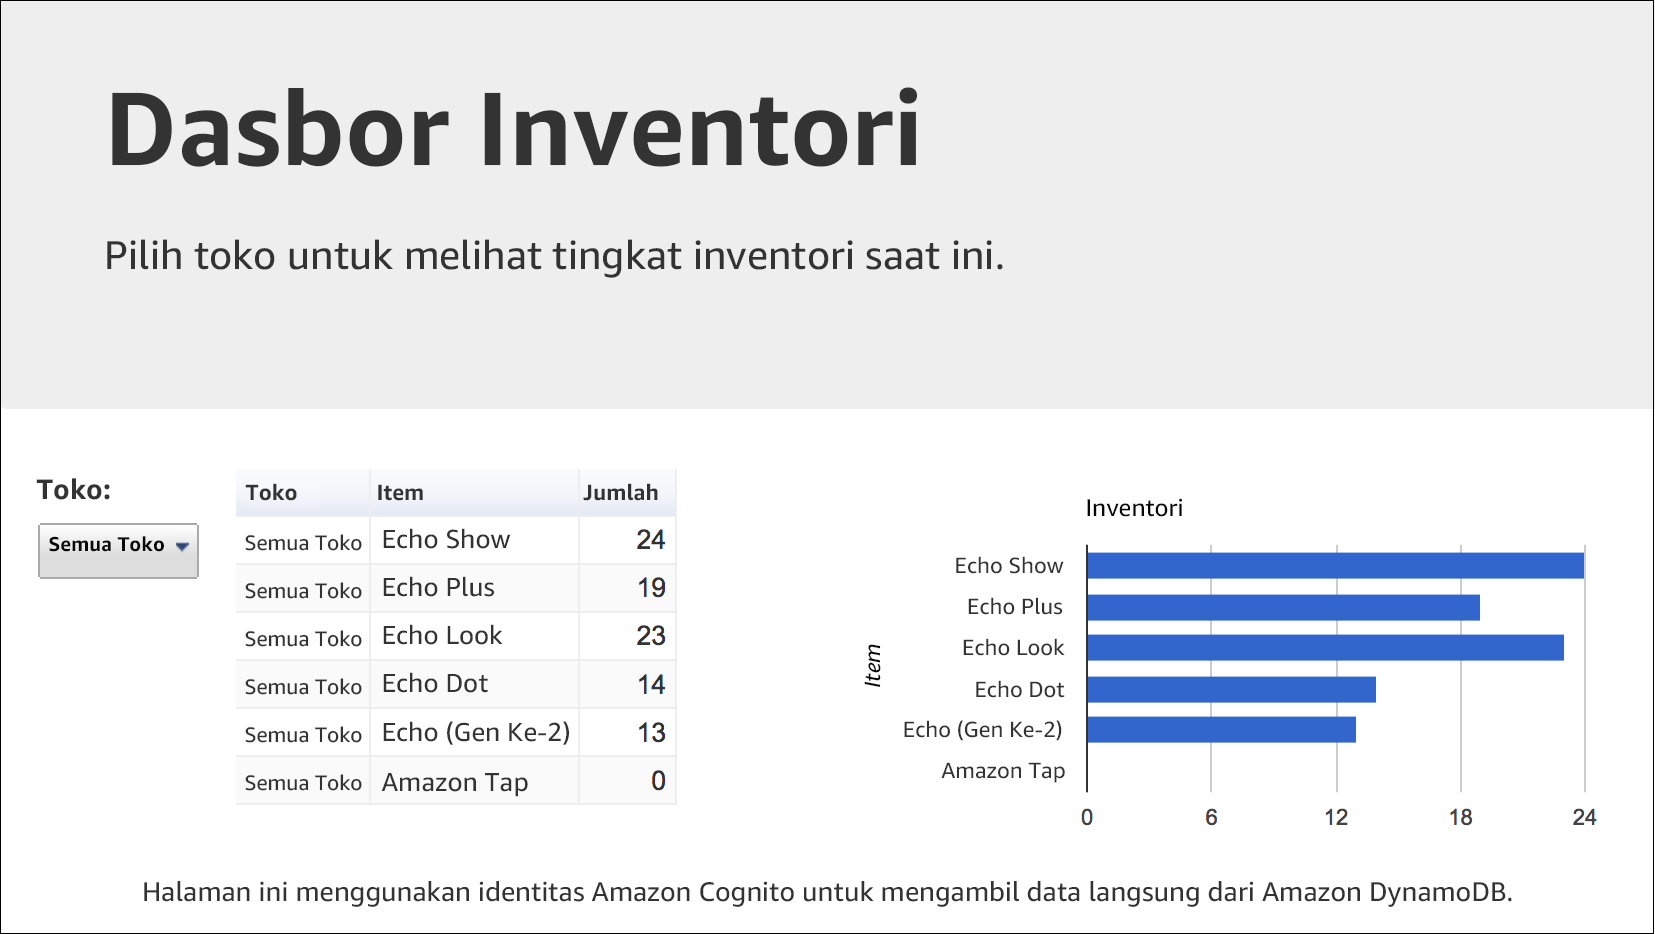 Dasbor Inventori
Pilih toko untuk melihat tingkat inventori saat ini.
Toko:
Semua Toko
Toko Item Jumlah
Semua Toko Echo Show 24
Semua Toko Echo Plus 19
Semua Toko Echo Look 23
Semua Toko Echo Dot 14
Semua Toko Echo (Gen Ke-2) 13
Semua Toko Amazon Tap 0
Inventori
Item
Echo Show
Echo Plus
Echo Look
Echo Dot
Echo (Gen Ke-2)
Amazon Tap
0 6 12 18 24
Halaman ini menggunakan identitas Amazon Cognito untuk mengambil data langsung dari Amazon DynamoDB.